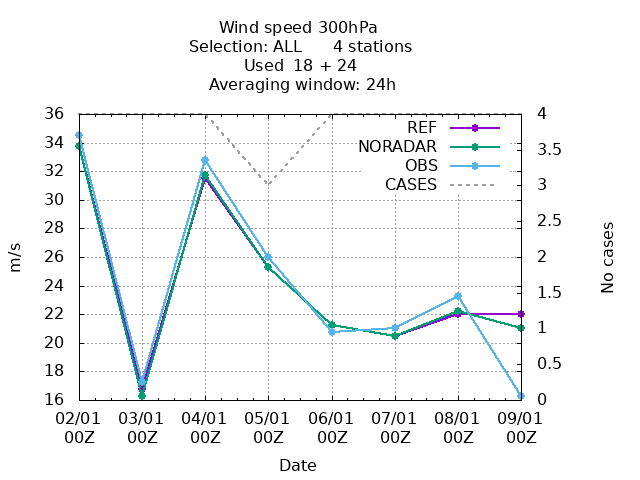 Wind speed 300hPa
Selection: ALL 4 stations
Used 18 + 24
Averaging window: 24h
36 4
REF
34 NORADAR 3.5
OBS
32 CASES 3
30
28 2.5
26 2
24 1.5
22
20 1
18 0.5
16 0
m/s
No cases
02/01 03/01 04/01 05/01 06/01 07/01 08/01 09/01
00Z 00Z 00Z 00Z 00Z 00Z 00Z 00Z
Date